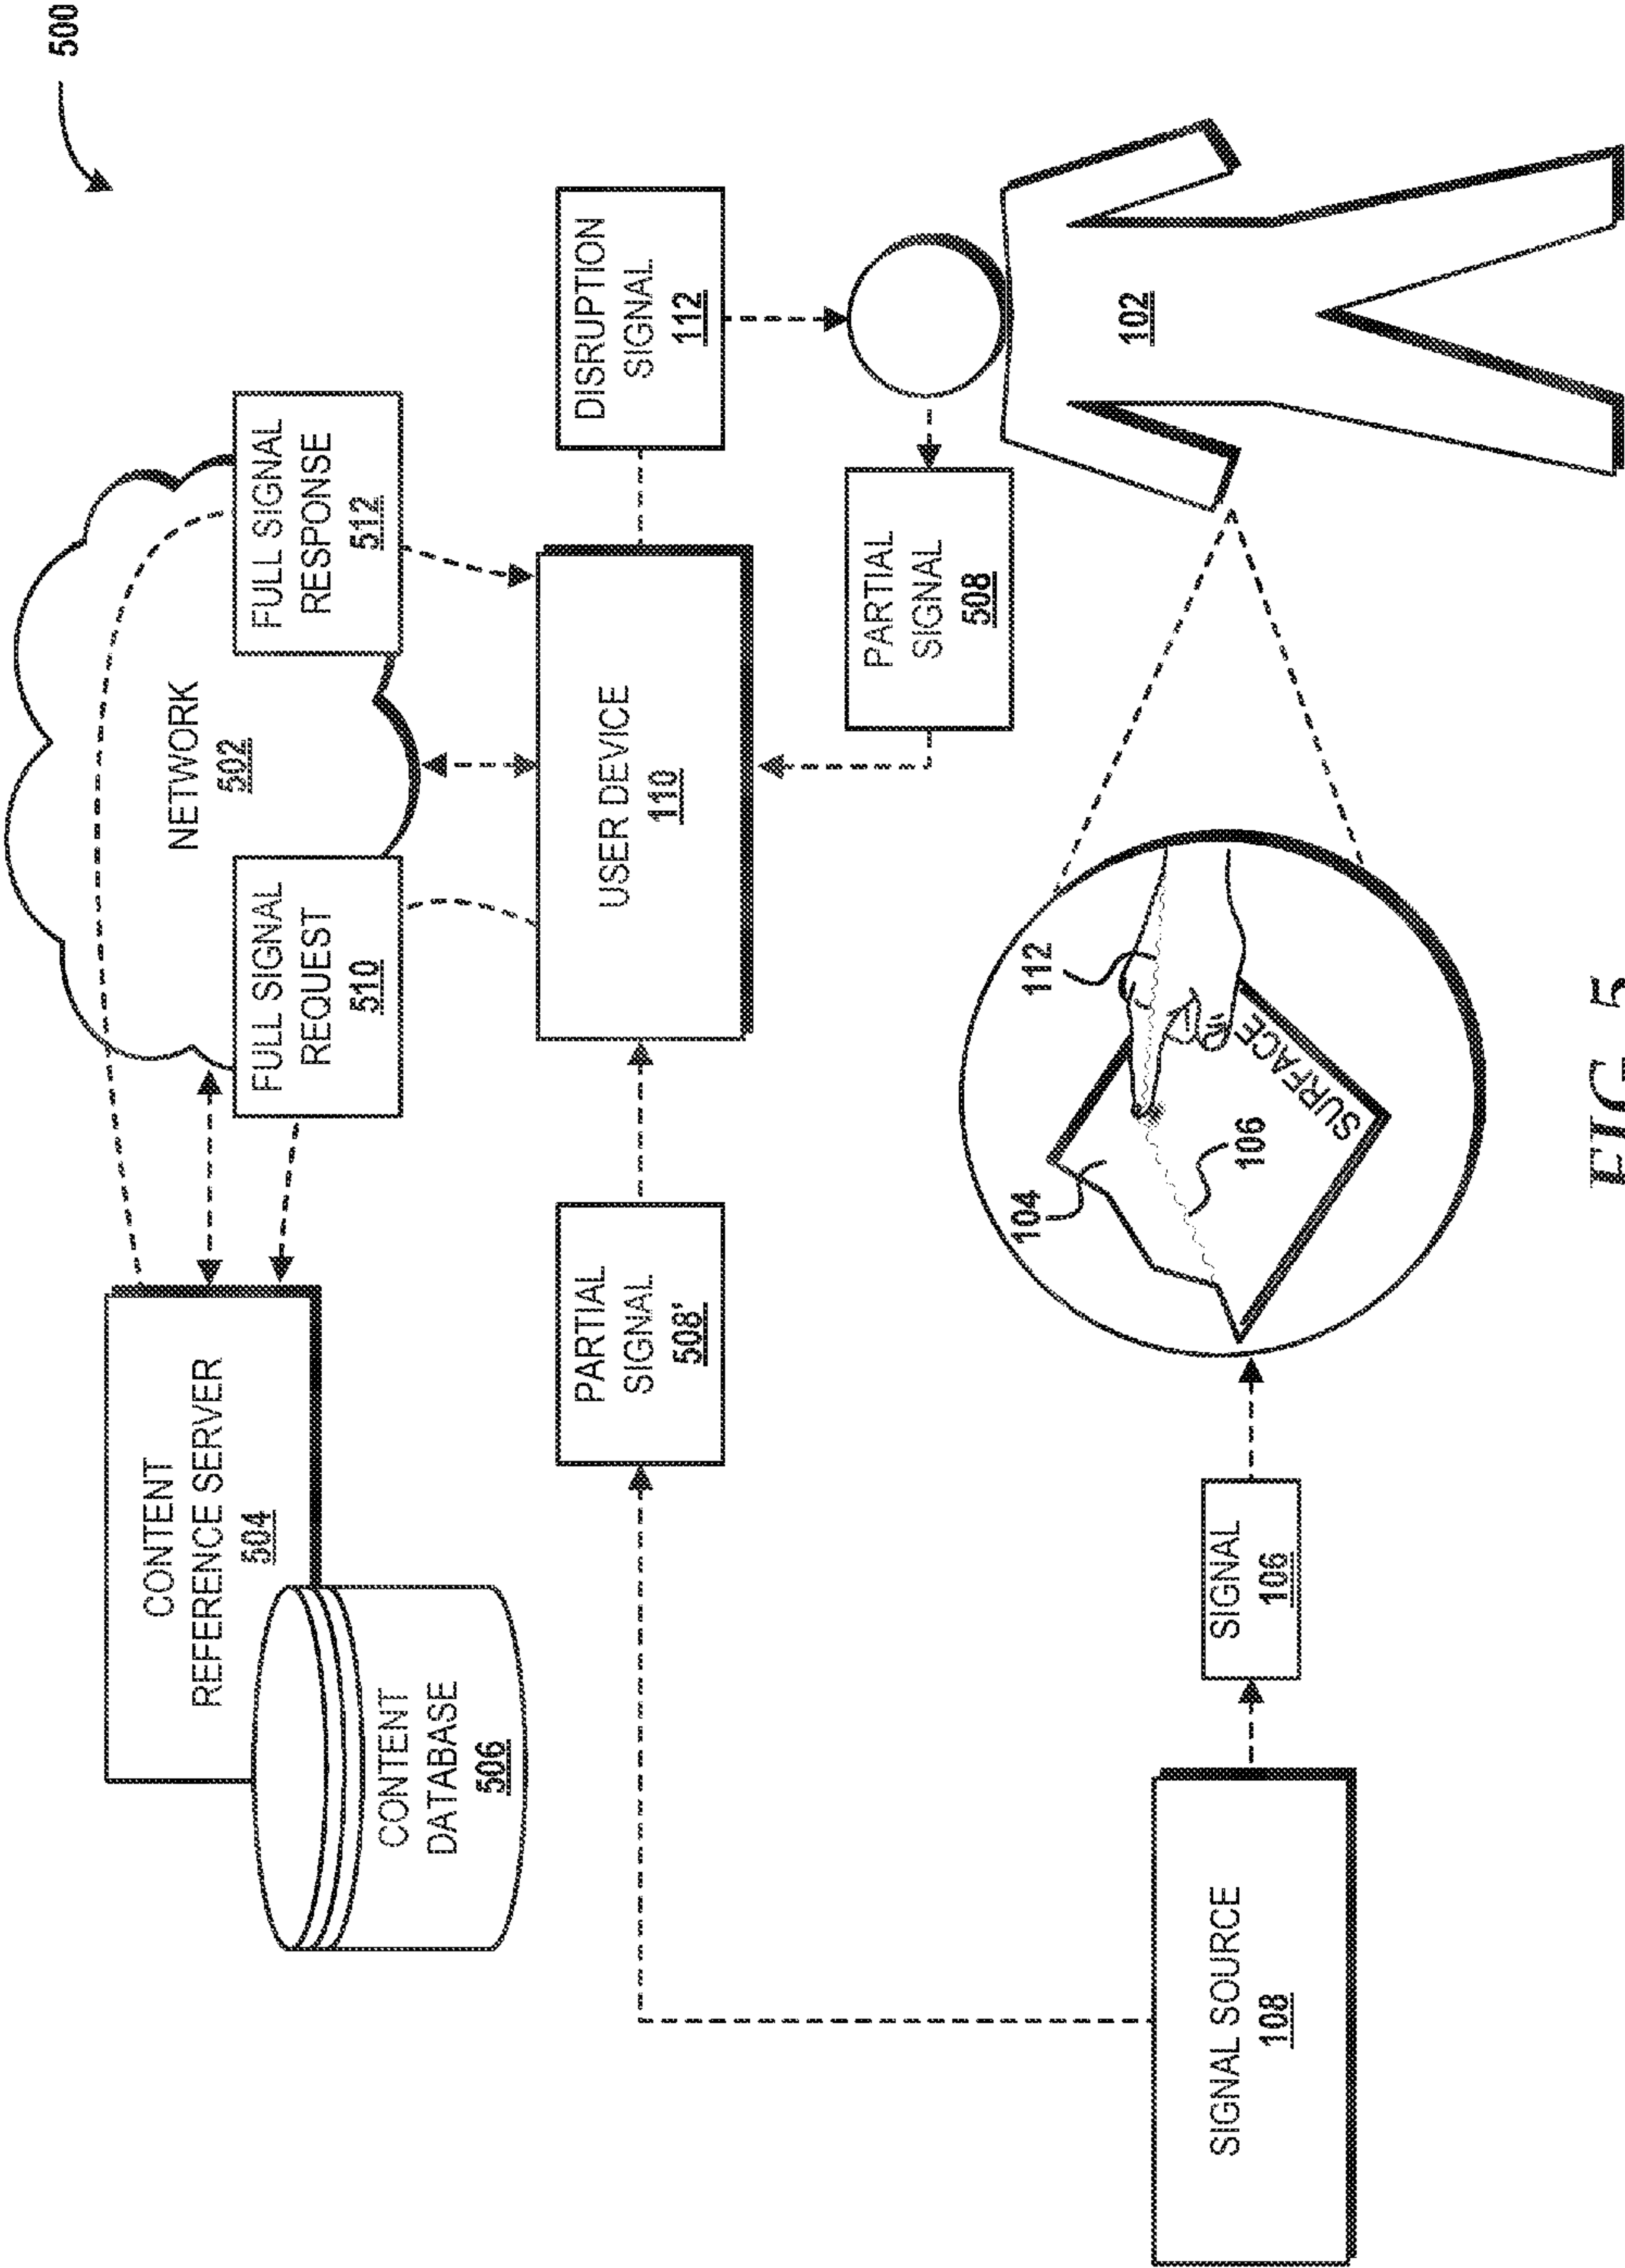 500
CONTENT
REFERENCE SERVER
504
CONTENT
DATABASE
506
NETWORK
502
FULL SIGNAL
REQUEST
510
FULL SIGNAL
RESPONSE
512
USER DEVICE
110
DISRUPTION
SIGNAL
112
PARTIAL
SIGNAL
508'
PARTIAL
SIGNAL
508
102
SIGNAL SOURCE
108
SIGNAL
106
104
112
106
SURFACE
FIG. 5